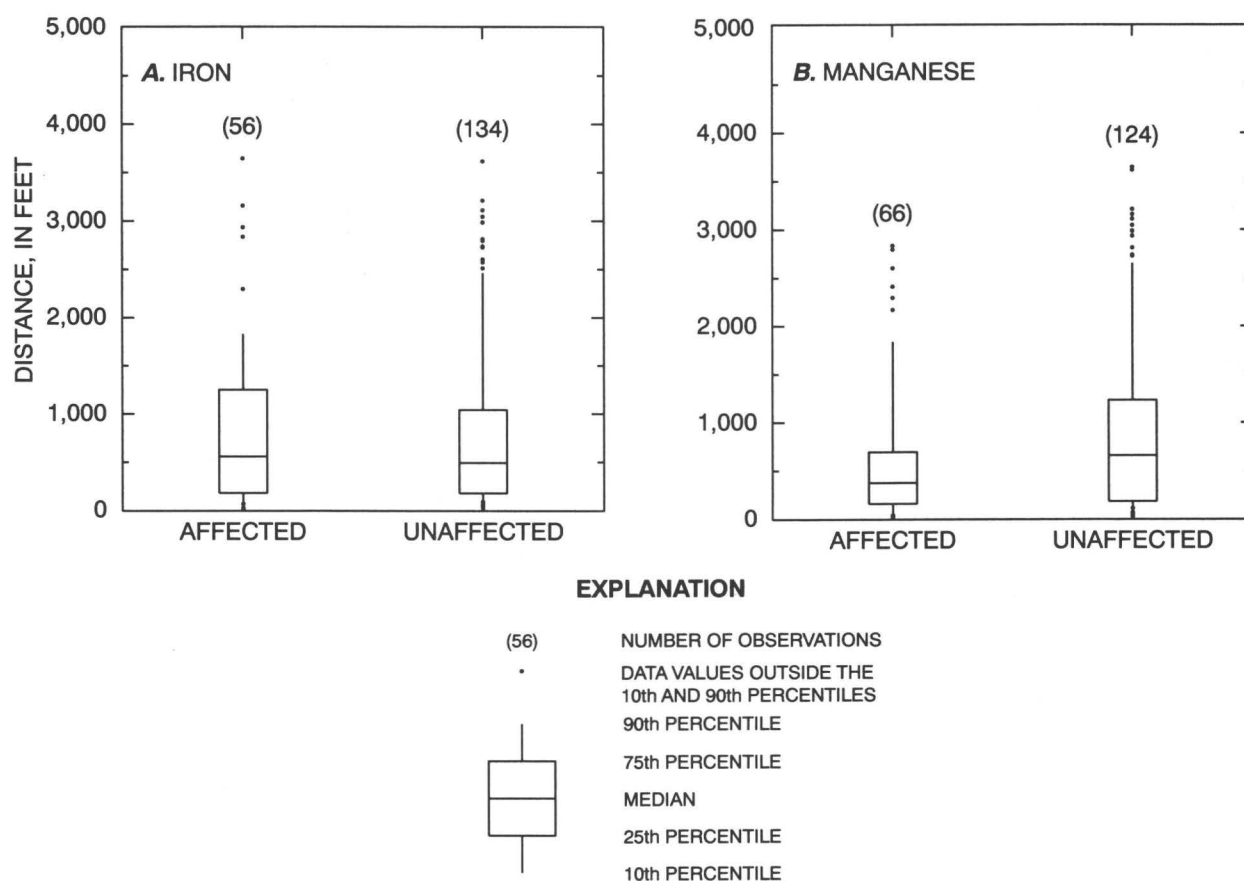 A. IRON
5,000
4,000
3,000
2,000
1,000
0
DISTANCE, IN FEET
(56)
(134)
AFFECTED
UNAFFECTED
B. MANGANESE
5,000
4,000
3,000
2,000
1,000
0
(66)
(124)
AFFECTED
UNAFFECTED
EXPLANATION
(56) NUMBER OF OBSERVATIONS
DATA VALUES OUTSIDE THE
10th AND 90th PERCENTILES
90th PERCENTILE
75th PERCENTILE
MEDIAN
25th PERCENTILE
10th PERCENTILE